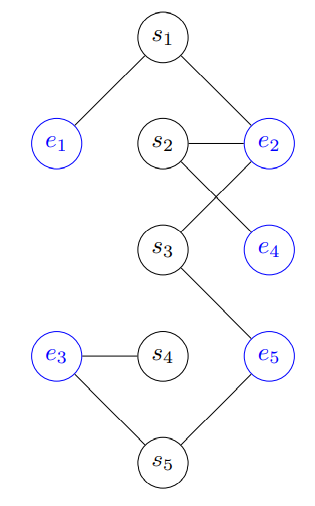 s₁
e₁ s₂ e₂
s₃ e₄
e₃ s₄ e₅
s₅